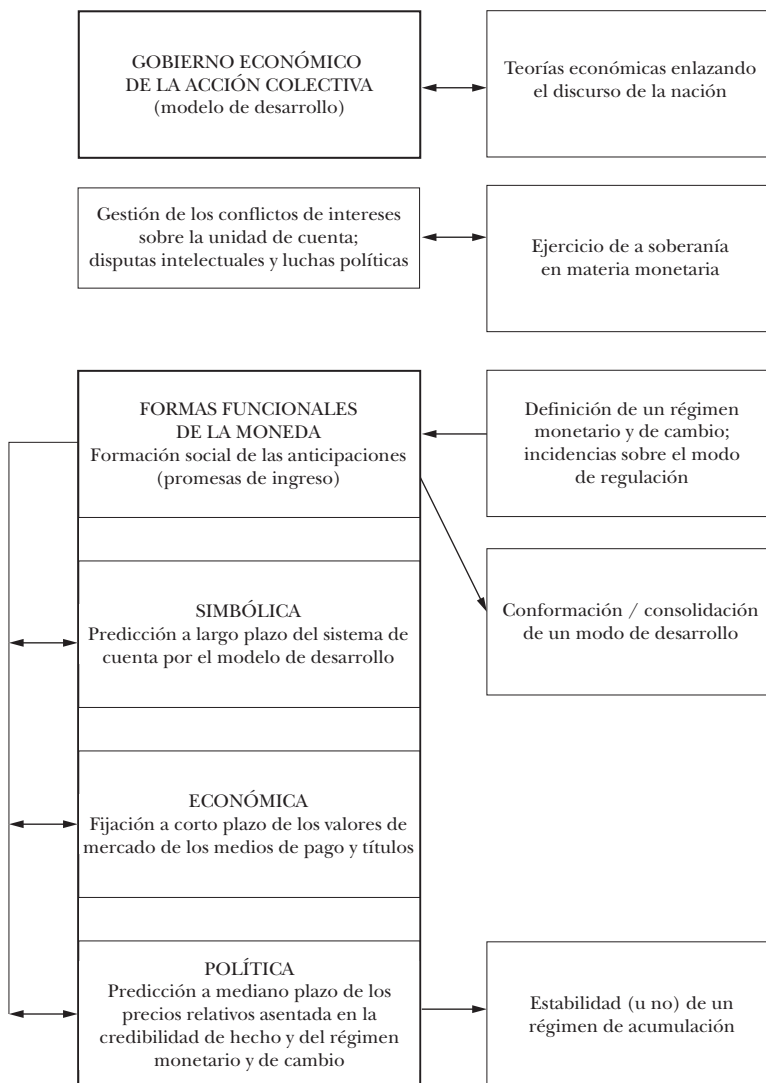 GOBIERNO ECONÓMICO
DE LA ACCIÓN COLECTIVA
(modelo de desarrollo)
Teorías económicas enlazando
el discurso de la nación
Gestión de los conflictos de intereses
sobre la unidad de cuenta;
disputas intelectuales y luchas políticas
Ejercicio de a soberanía
en materia monetaria
FORMAS FUNCIONALES
DE LA MONEDA
Formación social de las anticipaciones
(promesas de ingreso)
Definición de un régimen
monetario y de cambio;
incidencias sobre el modo
de regulación
SIMBÓLICA
Predicción a largo plazo del sistema de
cuenta por el modelo de desarrollo
Conformación / consolidación
de un modo de desarrollo
ECONÓMICA
Fijación a corto plazo de los valores de
mercado de los medios de pago y títulos
POLÍTICA
Predicción a mediano plazo de los
precios relativos asentada en la
credibilidad de hecho y del régimen
monetario y de cambio
Estabilidad (u no) de un
régimen de acumulación